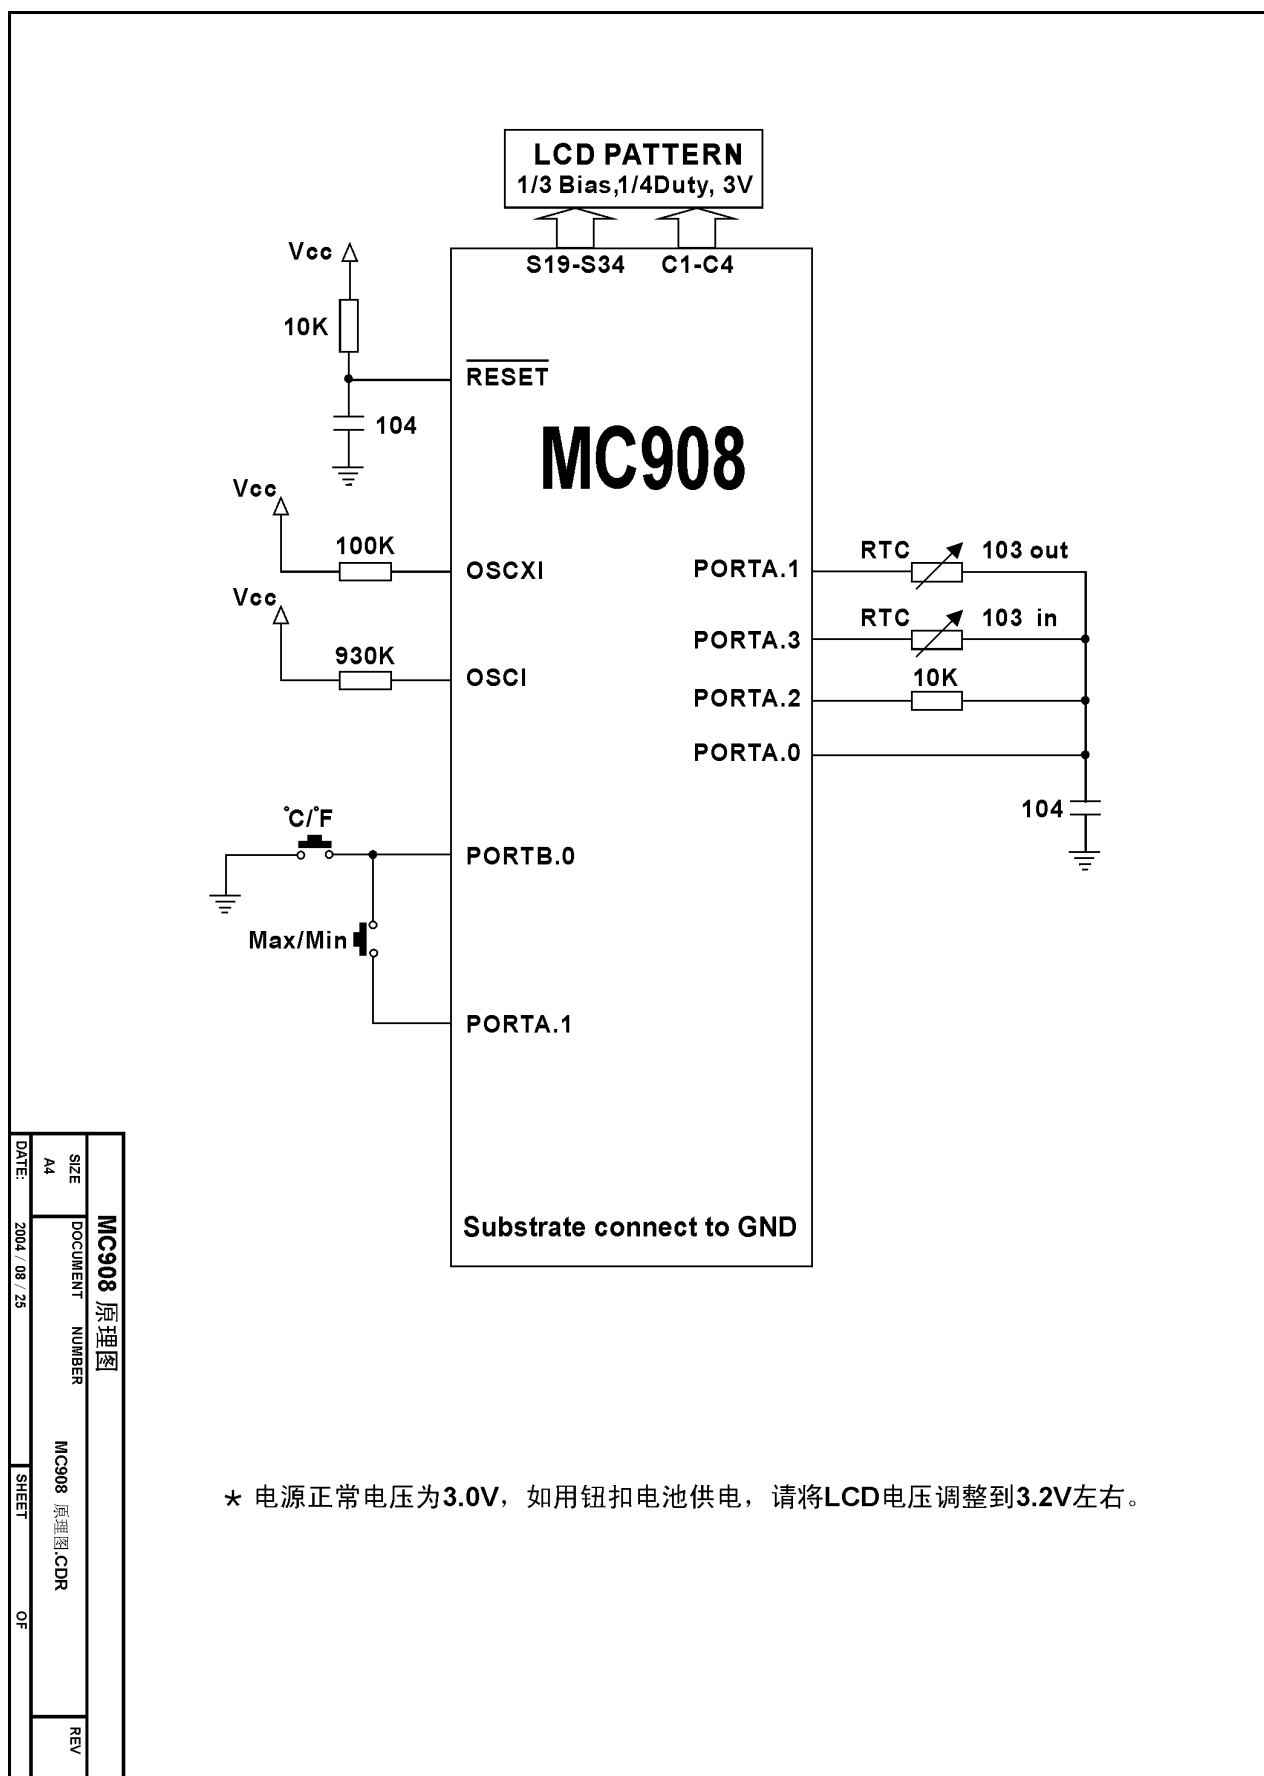 LCD PATTERN
1/3 Bias,1/4Duty, 3V
S19-S34 C1-C4
Vcc
10K
RESET
104
MC908
Vcc
100K
OSCXI
PORTA.1
RTC
103 out
Vcc
930K
OSCI
PORTA.3
RTC
103 in
PORTA.2
10K
PORTA.0
104
°C/°F
PORTB.0
Max/Min
PORTA.1
Substrate connect to GND
* 电源正常电压为3.0V，如用钮扣电池供电，请将LCD电压调整到3.2V左右。
MC908 原理图
SIZE
A4
DOCUMENT NUMBER
MC908 原理图.CDR
REV
DATE: 2004 / 08 / 25
SHEET OF